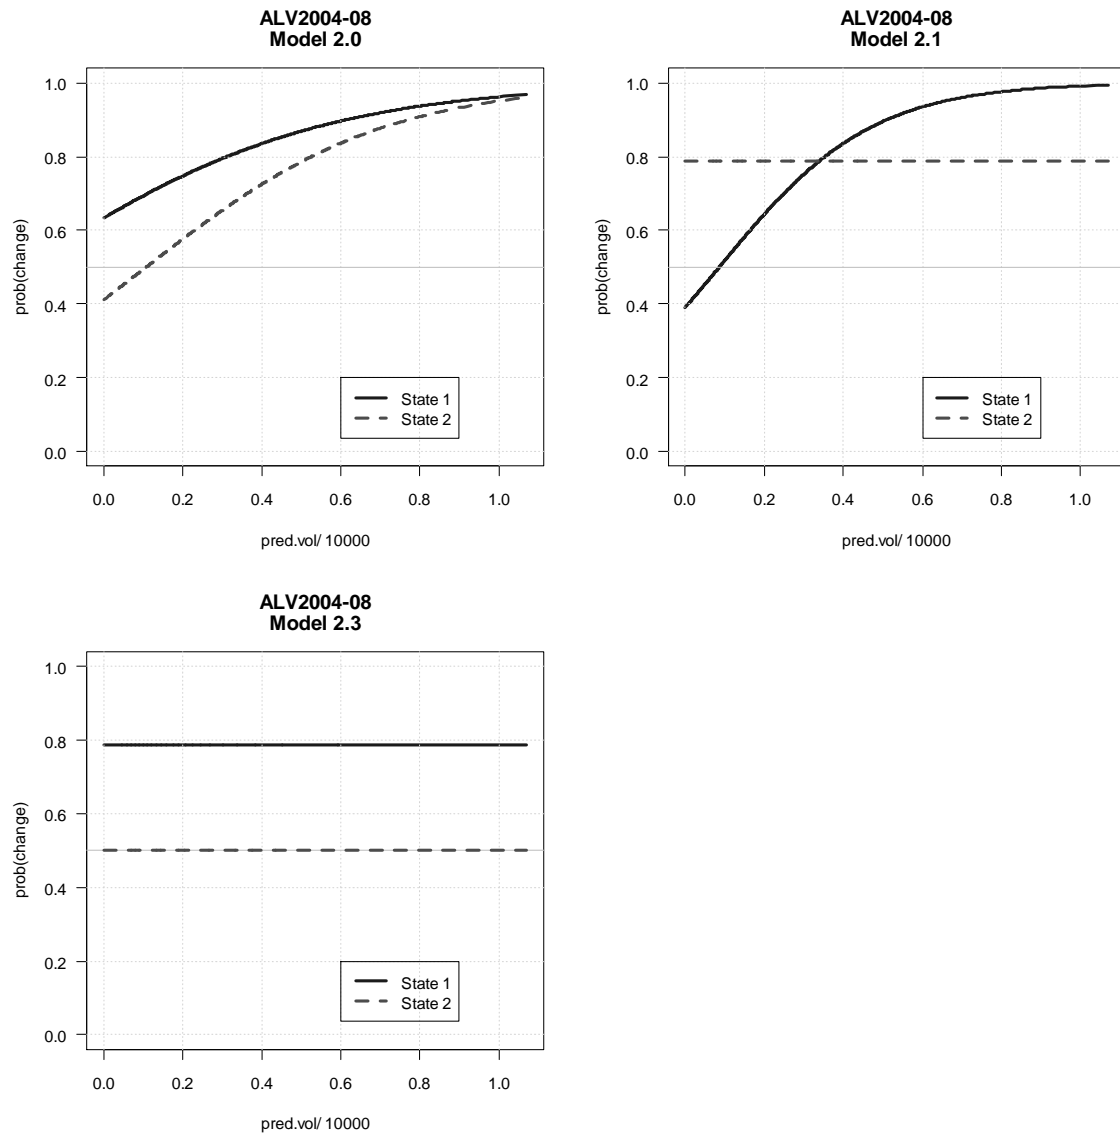 ALV2004-08
Model 2.0
1.0
0.8
0.6
0.4
0.2
0.0
prob(change)
State 1
State 2
0.0 0.2 0.4 0.6 0.8 1.0
pred.vol/ 10000
ALV2004-08
Model 2.1
1.0
0.8
0.6
0.4
0.2
0.0
prob(change)
State 1
State 2
0.0 0.2 0.4 0.6 0.8 1.0
pred.vol/ 10000
ALV2004-08
Model 2.3
1.0
0.8
0.6
0.4
0.2
0.0
prob(change)
State 1
State 2
0.0 0.2 0.4 0.6 0.8 1.0
pred.vol/ 10000